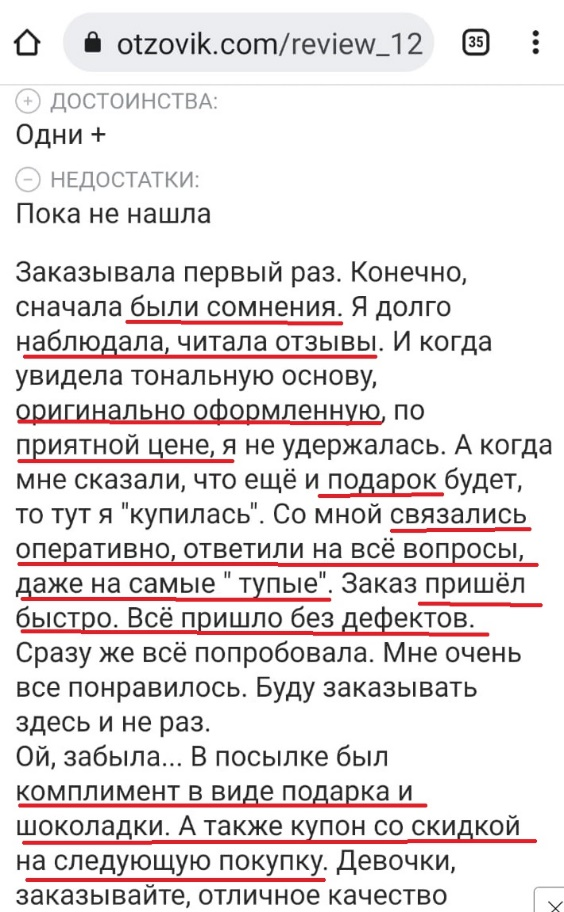 otzovik.com/review_12
35
ДОСТОИНСТВА:
Одни +
НЕДОСТАТКИ:
Пока не нашла
Заказывала первый раз. Конечно,
сначала были сомнения. Я долго
наблюдала, читала отзывы. И когда
увидела тональную основу,
оригинально оформленную, по
приятной цене, я не удержалась. А когда
мне сказали, что ещё и подарок будет,
то тут я "купилась". Со мной связались
оперативно, ответили на всё вопросы,
даже на самые " тупые". Заказ пришёл
быстро. Всё пришло без дефектов.
Сразу же всё попробовала. Мне очень
все понравилось. Буду заказывать
здесь и не раз.
Ой, забыла... В посылке был
комплимент в виде подарка и
шоколадки. А также купон со скидкой
на следующую покупку. Девочки,
заказывайте, отличное качество